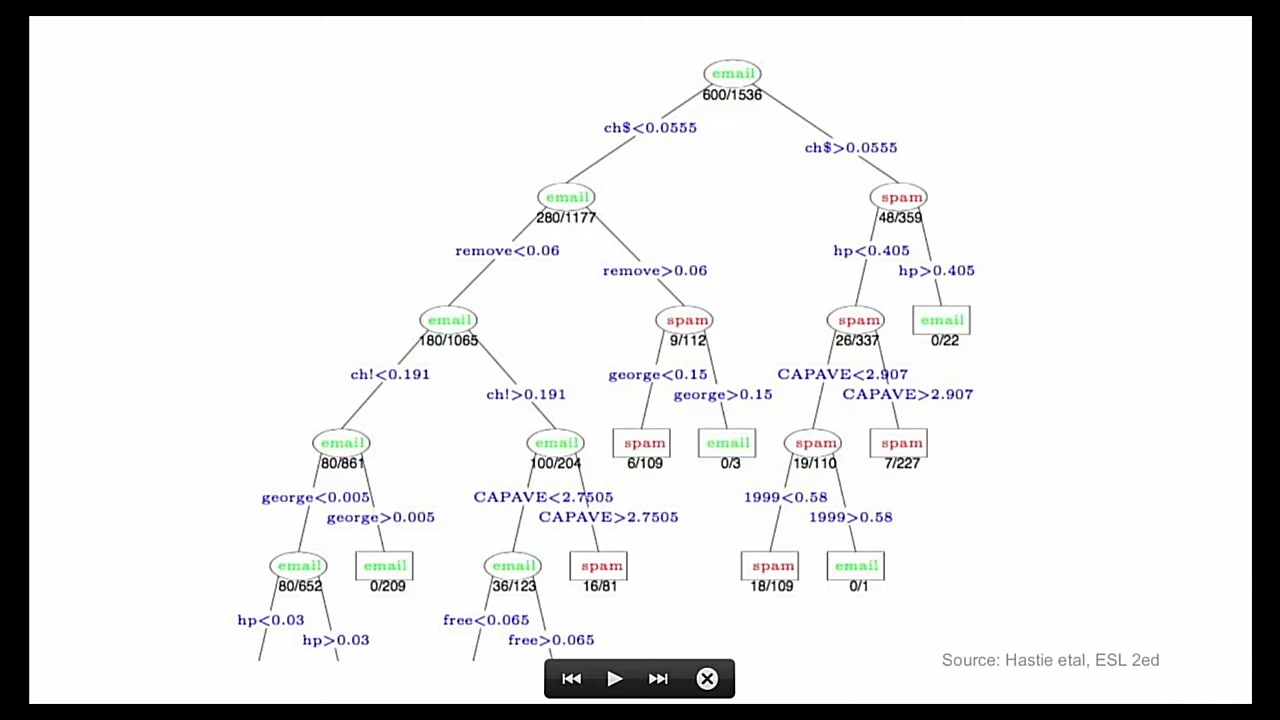 email
600/1536
ch$<0.0555
ch$>0.0555
email
280/1177
spam
48/359
remove<0.06
remove>0.06
hp<0.405
hp>0.405
email
180/1065
spam
9/112
spam
26/337
email
0/22
ch!<0.191
ch!>0.191
george<0.15
george>0.15
CAPAVE<2.907
CAPAVE>2.907
email
80/861
email
100/204
spam
6/109
email
0/3
spam
19/110
spam
7/227
george<0.005
george>0.005
CAPAVE<2.7505
CAPAVE>2.7505
1999<0.58
1999>0.58
email
80/652
email
0/209
email
36/123
spam
16/81
spam
18/109
email
0/1
hp<0.03
hp>0.03
free<0.065
free>0.065
Source: Hastie etal, ESL 2ed